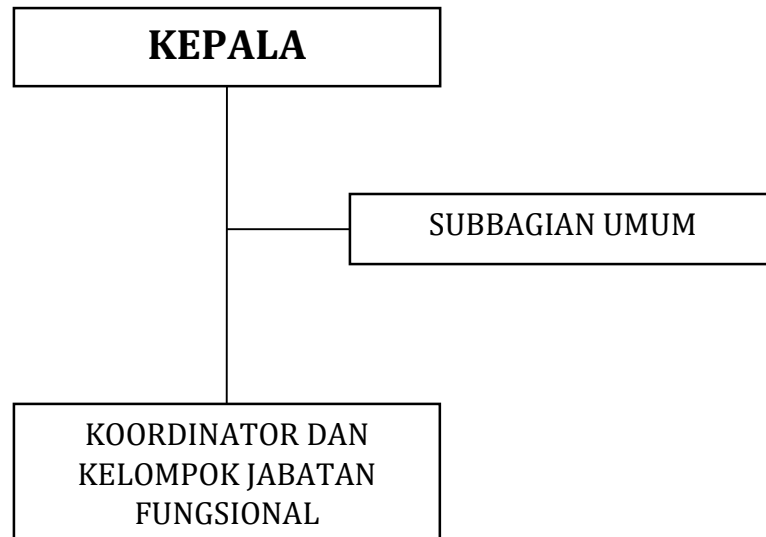 KEPALA
SUBBAGIAN UMUM
KOORDINATOR DAN
KELOMPOK JABATAN
FUNGSIONAL